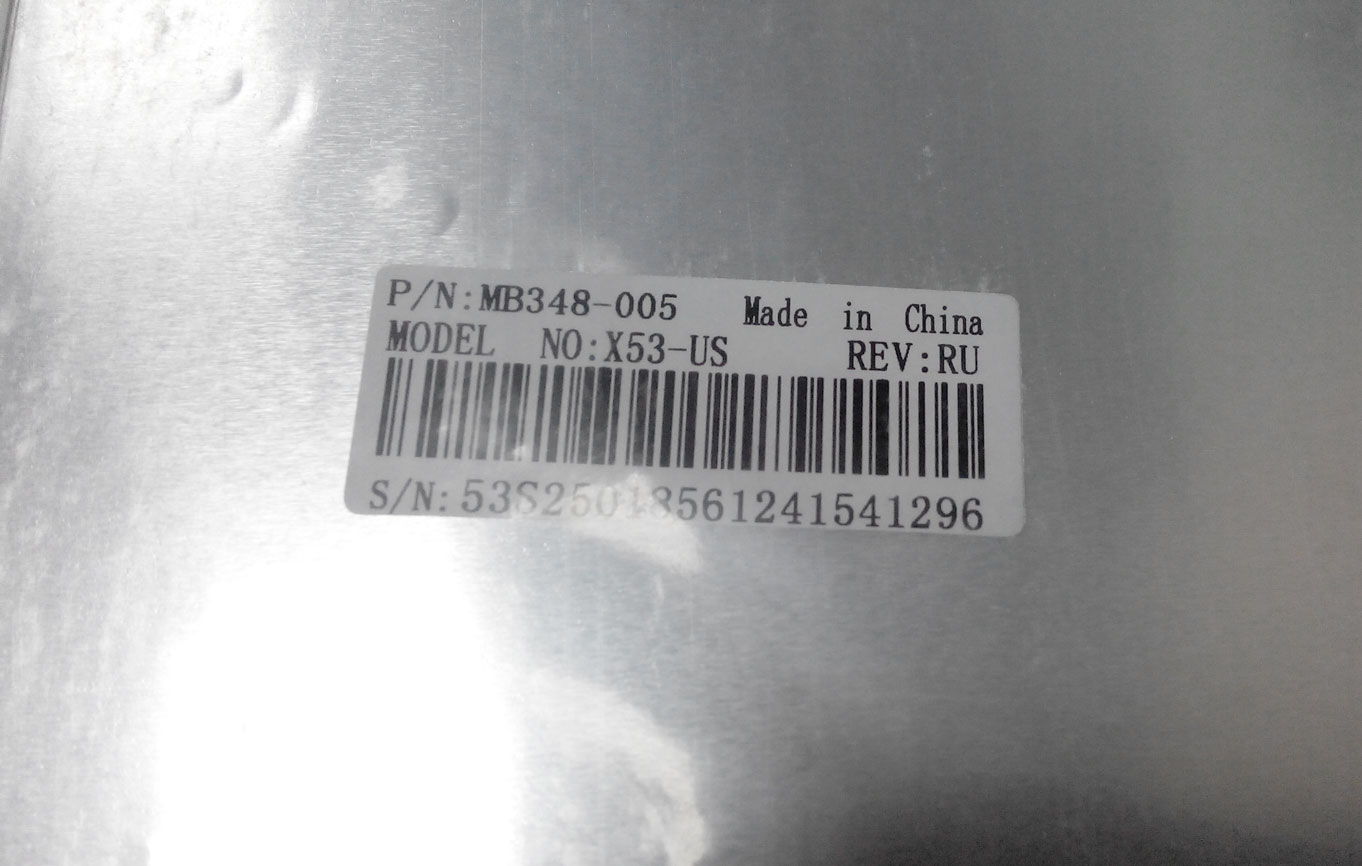 P/N:MB348-005 Made in China
MODEL NO:X53-US REV:RU
S/N:53S25018561241541296